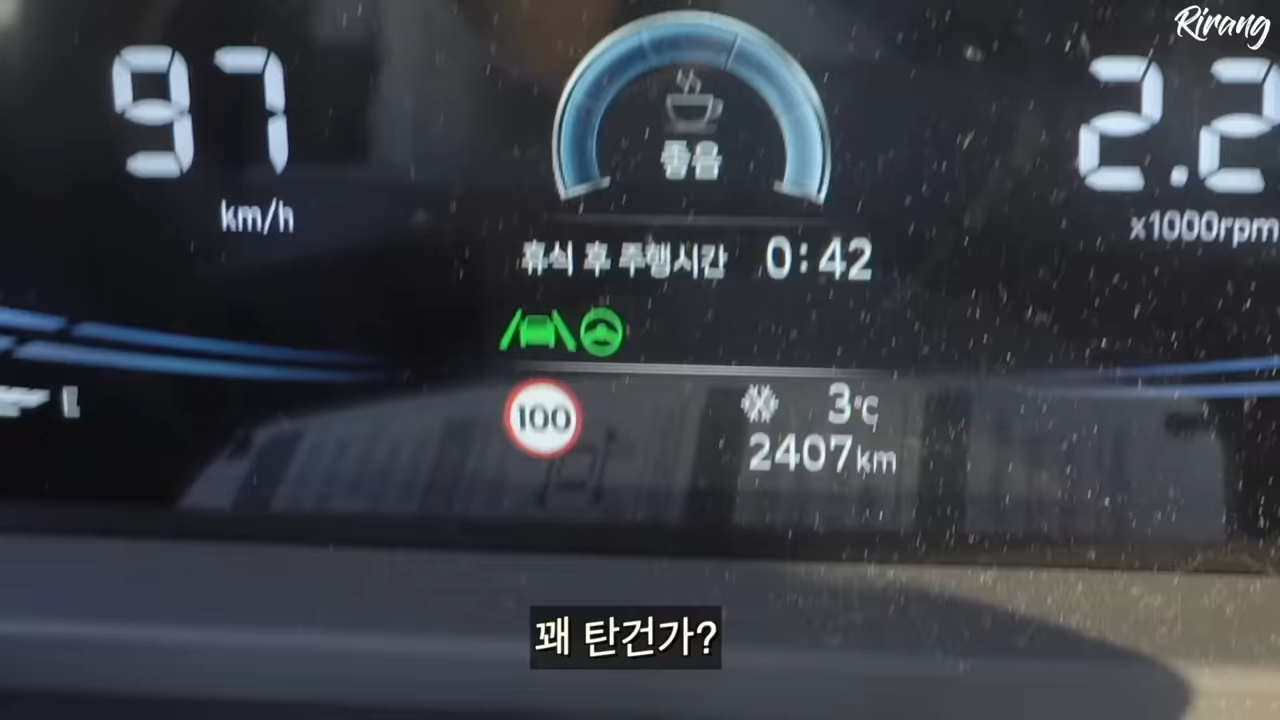 Rirang
97
km/h
좋음
2.2
x1000rpm
휴식 후 주행시간 0:42
100
3°C
2407km
꽤 탄건가?